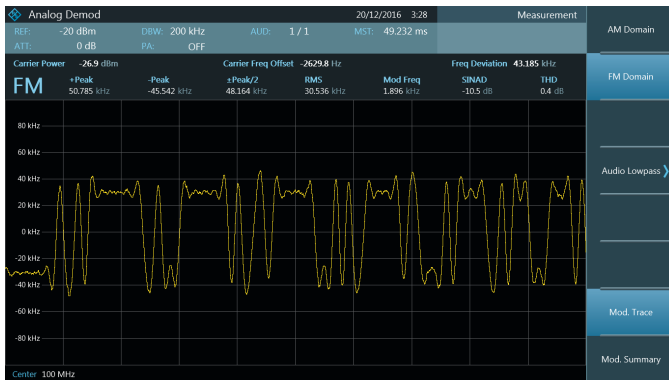 Analog Demod 20/12/2016 3:28 Measurement
REF: -20 dBm DBW: 200 kHz AUD: 1 / 1 MST: 49.232 ms
ATT: 0 dB PA: OFF
Carrier Power -26.9 dBm Carrier Freq Offset -2629.8 Hz Freq Deviation 43.185 kHz
FM +Peak -Peak ±Peak/2 RMS Mod Freq SINAD THD
50.785 kHz -45.542 kHz 48.164 kHz 30.536 kHz 1.896 kHz -10.5 dB 0.4 dB
80 kHz
60 kHz
40 kHz
20 kHz
0 kHz
-20 kHz
-40 kHz
-60 kHz
-80 kHz
Center 100 MHz
AM Domain
FM Domain
Audio Lowpass
Mod. Trace
Mod. Summary